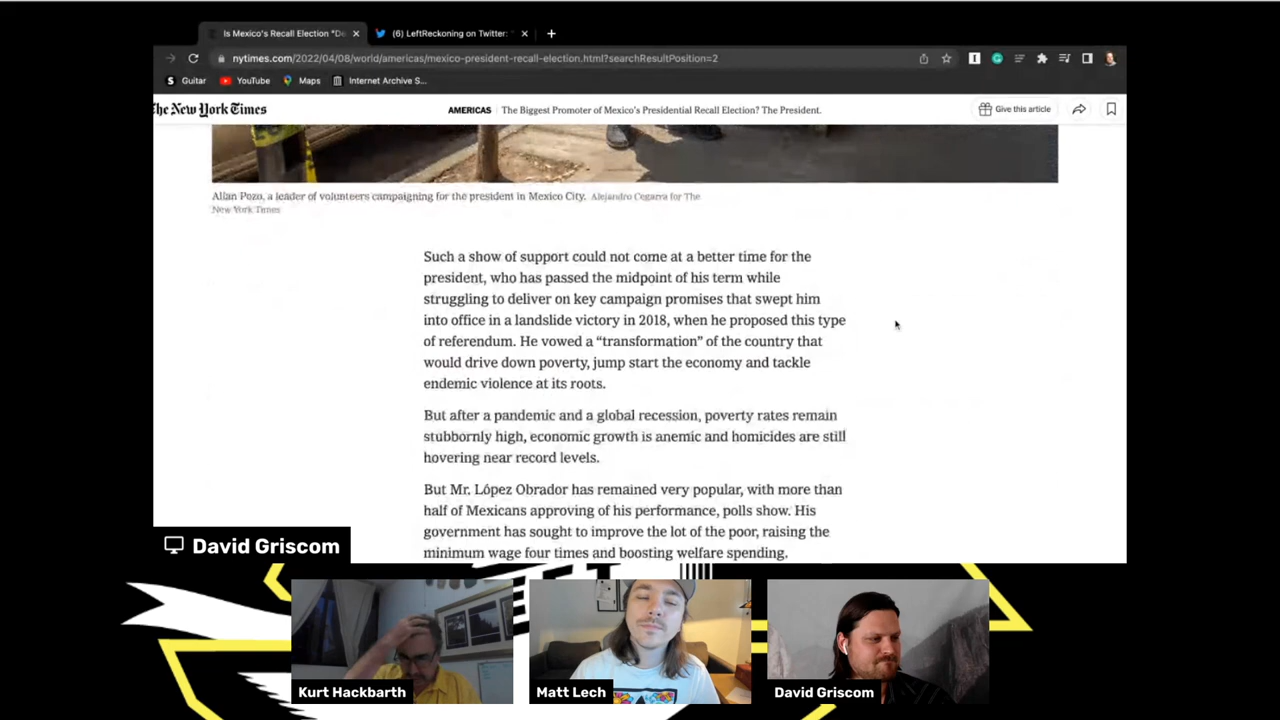 Is Mexico's Recall Election "De
(6) LeftReckoning on Twitter: "
nytimes.com/2022/04/08/world/americas/mexico-president-recall-election.html?searchResultPosition=2
Guitar
YouTube
Maps
Internet Archive S...
The New York Times
AMERICAS
The Biggest Promoter of Mexico's Presidential Recall Election? The President.
Give this article
Allan Pozo, a leader of volunteers campaigning for the president in Mexico City. Alejandro Cegarra for The
New York Times
Such a show of support could not come at a better time for the
president, who has passed the midpoint of his term while
struggling to deliver on key campaign promises that swept him
into office in a landslide victory in 2018, when he proposed this type
of referendum. He vowed a “transformation” of the country that
would drive down poverty, jump start the economy and tackle
endemic violence at its roots.
But after a pandemic and a global recession, poverty rates remain
stubbornly high, economic growth is anemic and homicides are still
hovering near record levels.
But Mr. López Obrador has remained very popular, with more than
half of Mexicans approving of his performance, polls show. His
government has sought to improve the lot of the poor, raising the
minimum wage four times and boosting welfare spending.
David Griscom
Kurt Hackbarth
Matt Lech
David Griscom